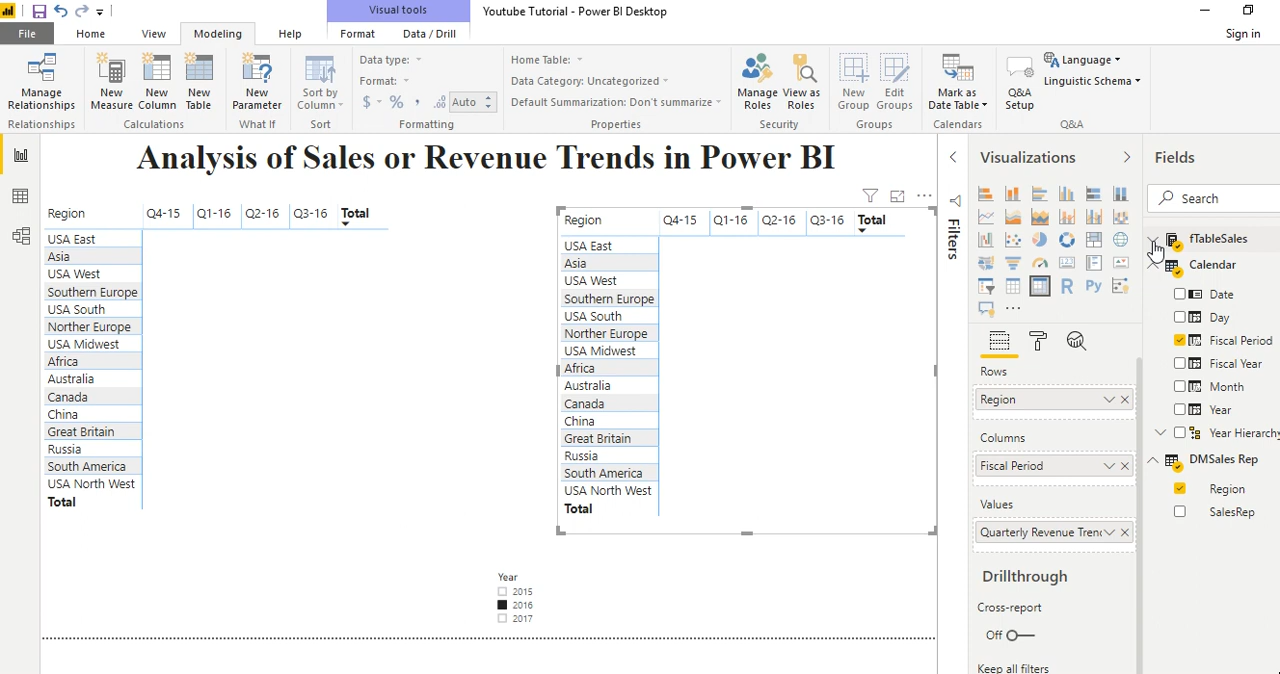 Visual tools
Youtube Tutorial - Power BI Desktop
File Home View Modeling Help Format Data / Drill Sign in
Manage Relationships
New Measure
New Column
New Table
New Parameter
Sort by Column
Data type:
Format:
$ % , Auto
Home Table:
Data Category: Uncategorized
Default Summarization: Don't summarize
Manage Roles
View as Roles
New Group
Edit Groups
Mark as Date Table
Q&A Setup
Language
Linguistic Schema
Relationships Calculations What If Sort Formatting Properties Security Groups Calendars Q&A
Analysis of Sales or Revenue Trends in Power BI
Region Q4-15 Q1-16 Q2-16 Q3-16 Total
USA East
Asia
USA West
Southern Europe
USA South
Norther Europe
USA Midwest
Africa
Australia
Canada
China
Great Britain
Russia
South America
USA North West
Total
Region Q4-15 Q1-16 Q2-16 Q3-16 Total
USA East
Asia
USA West
Southern Europe
USA South
Norther Europe
USA Midwest
Africa
Australia
Canada
China
Great Britain
Russia
South America
USA North West
Total
Year
2015
2016
2017
Filters
Visualizations
123
R Py
Rows
Region
Columns
Fiscal Period
Values
Quarterly Revenue Tren
Drillthrough
Cross-report
Off
Keep all filters
Fields
Search
fTableSales
Calendar
Date
Day
Fiscal Period
Fiscal Year
Month
Year
Year Hierarchy
DMSales Rep
Region
SalesRep